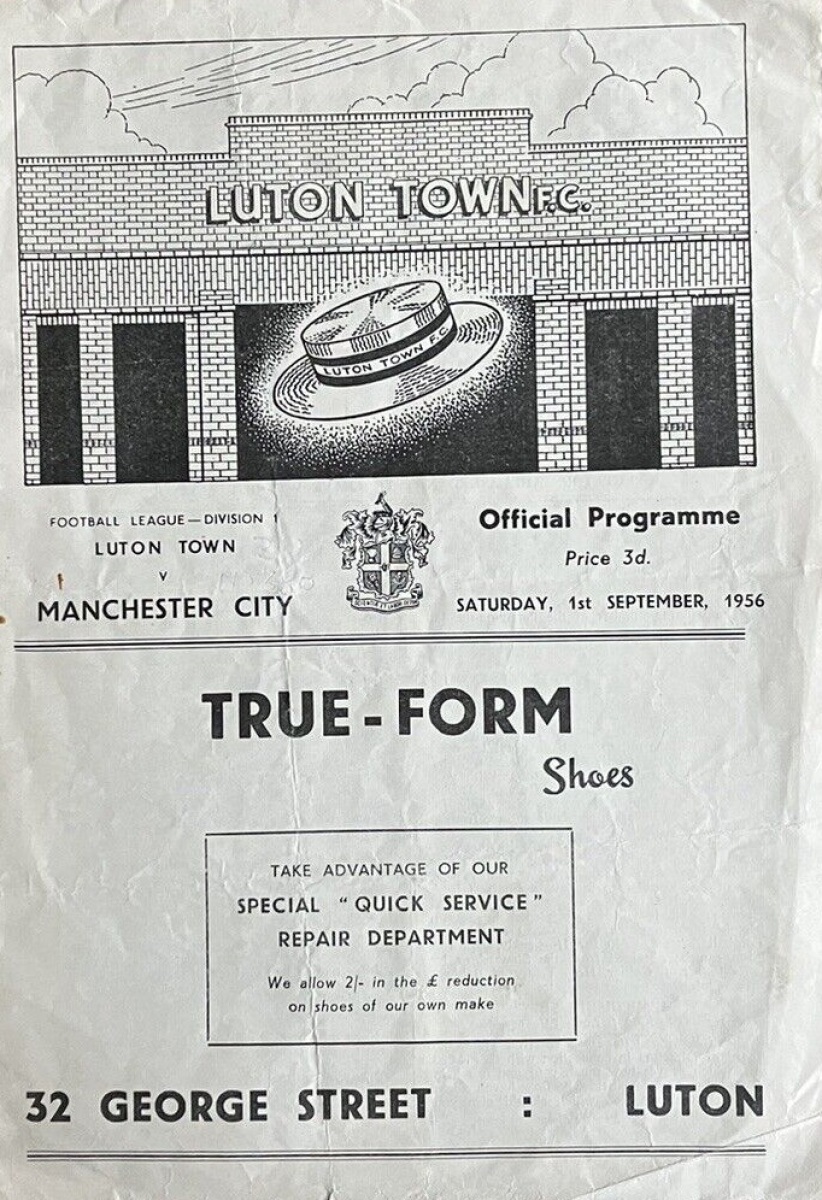 LUTON TOWN F.C.
LUTON TOWN F.C.
FOOTBALL LEAGUE — DIVISION 1
LUTON TOWN
v
MANCHESTER CITY
Official Programme
Price 3d.
SATURDAY, 1st SEPTEMBER, 1956
TRUE - FORM
Shoes
TAKE ADVANTAGE OF OUR
SPECIAL “ QUICK SERVICE ”
REPAIR DEPARTMENT
We allow 2/- in the £ reduction
on shoes of our own make
32 GEORGE STREET : LUTON